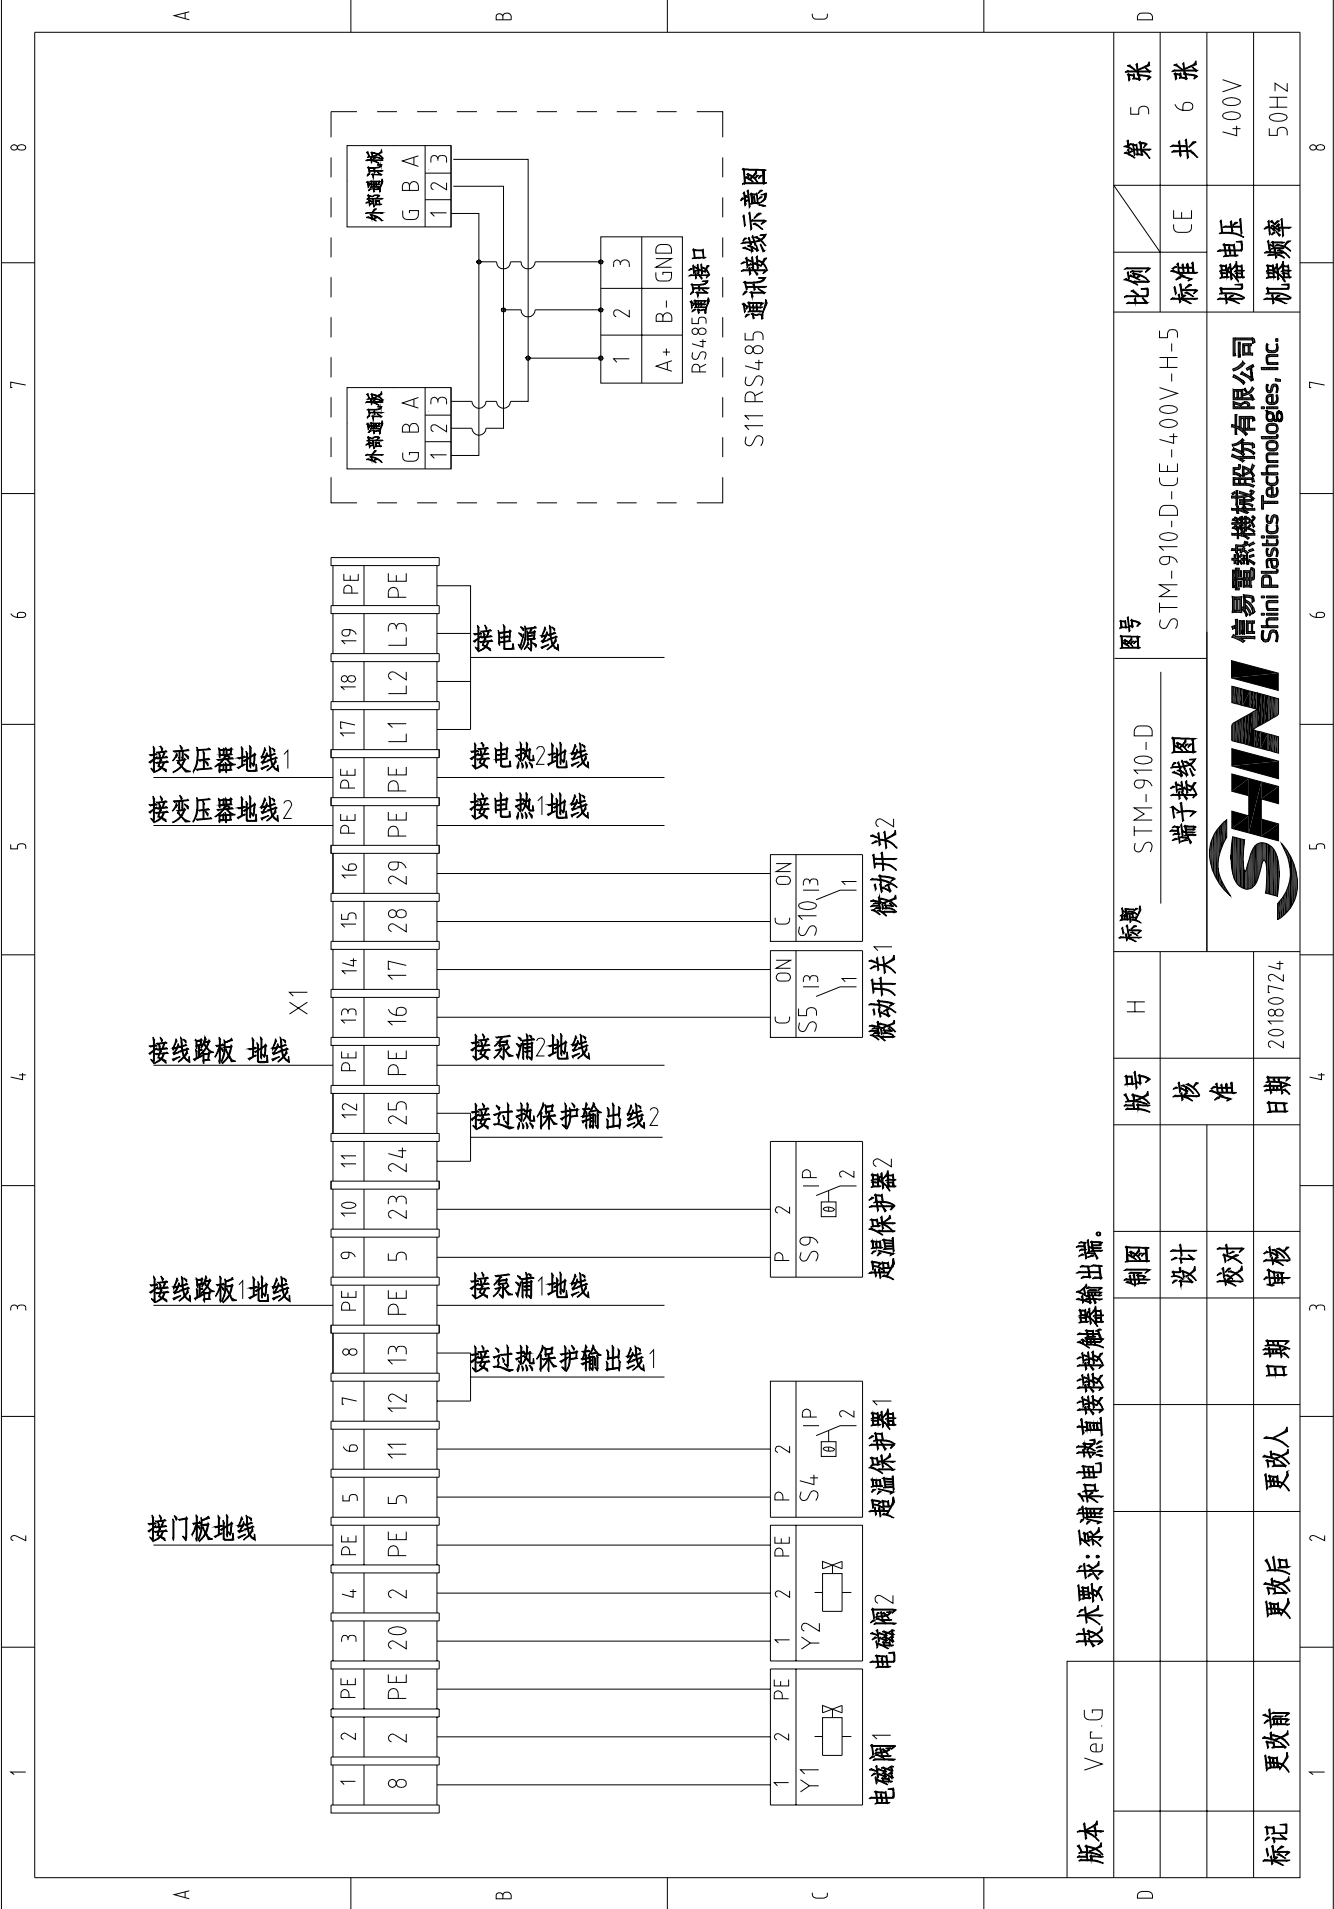 1 2 3 4 5 6 7 8
A
B
C
D
接门板地线
接线路板1地线
接线路板 地线
接变压器地线2
接变压器地线1
X1
1 2 PE 3 4 PE 5 6 7 8 PE 9 10 11 12 PE 13 14 15 16 PE PE 17 18 19 PE
8 2 PE 20 2 PE 5 11 12 13 PE 5 23 24 25 PE 16 17 28 29 PE PE L1 L2 L3 PE
接过热保护输出线1
接泵浦1地线
接过热保护输出线2
接泵浦2地线
接电热1地线
接电热2地线
接电源线
1 2 PE
Y1
电磁阀1
1 2 PE
Y2
电磁阀2
P 2
S4
θ
P
2
超温保护器1
P 2
S9
θ
P
2
超温保护器2
C ON
S5
3
1
微动开关1
C ON
S10
3
1
微动开关2
外部通讯板
G B A
1 2 3
外部通讯板
G B A
1 2 3
1 2 3
A+ B- GND
RS485通讯接口
S11 RS485 通讯接线示意图
版本 Ver.G
技术要求: 泵浦和电热直接接接触器输出端。
标记 更改前 更改后 更改人 日期
制图
设计
校对
审核
版号 H
核
准
日期 20180724
标题
STM-910-D
端子接线图
图号
STM-910-D-CE-400V-H-5
SHINI
信易電熱機械股份有限公司
Shini Plastics Technologies, Inc.
比例
第 5 张
标准 CE
共 6 张
机器电压 400V
机器频率 50HZ
A
B
C
D
1 2 3 4 5 6 7 8